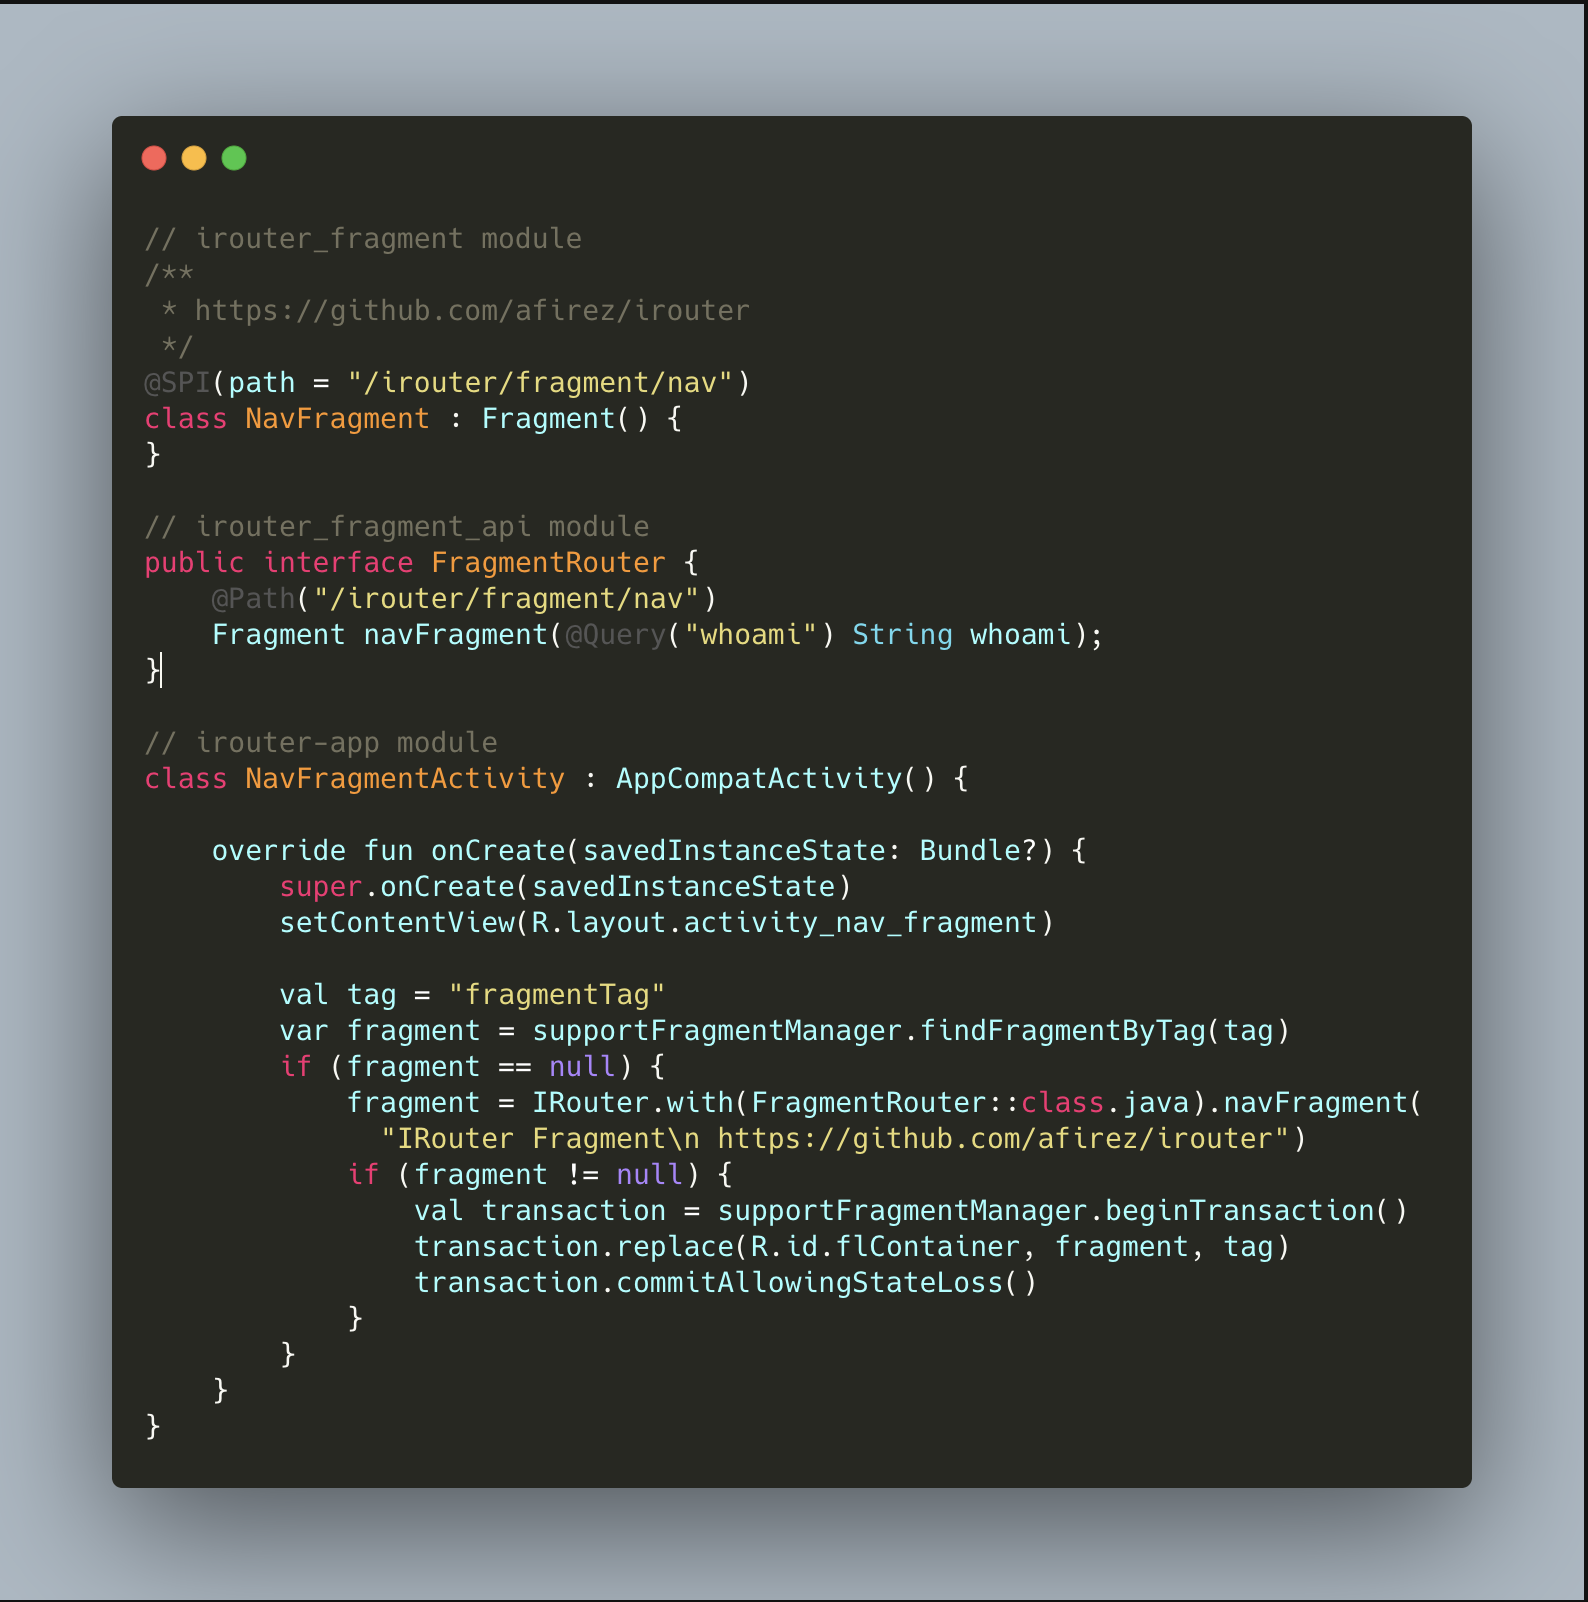 // irouter_fragment module
/**
 * https://github.com/afirez/irouter
 */
@SPI(path = "/irouter/fragment/nav")
class NavFragment : Fragment() {
}

// irouter_fragment_api module
public interface FragmentRouter {
    @Path("/irouter/fragment/nav")
    Fragment navFragment(@Query("whoami") String whoami);
}

// irouter-app module
class NavFragmentActivity : AppCompatActivity() {

    override fun onCreate(savedInstanceState: Bundle?) {
        super.onCreate(savedInstanceState)
        setContentView(R.layout.activity_nav_fragment)

        val tag = "fragmentTag"
        var fragment = supportFragmentManager.findFragmentByTag(tag)
        if (fragment == null) {
            fragment = IRouter.with(FragmentRouter::class.java).navFragment(
              "IRouter Fragment\n https://github.com/afirez/irouter")
            if (fragment != null) {
                val transaction = supportFragmentManager.beginTransaction()
                transaction.replace(R.id.flContainer, fragment, tag)
                transaction.commitAllowingStateLoss()
            }
        }
    }
}